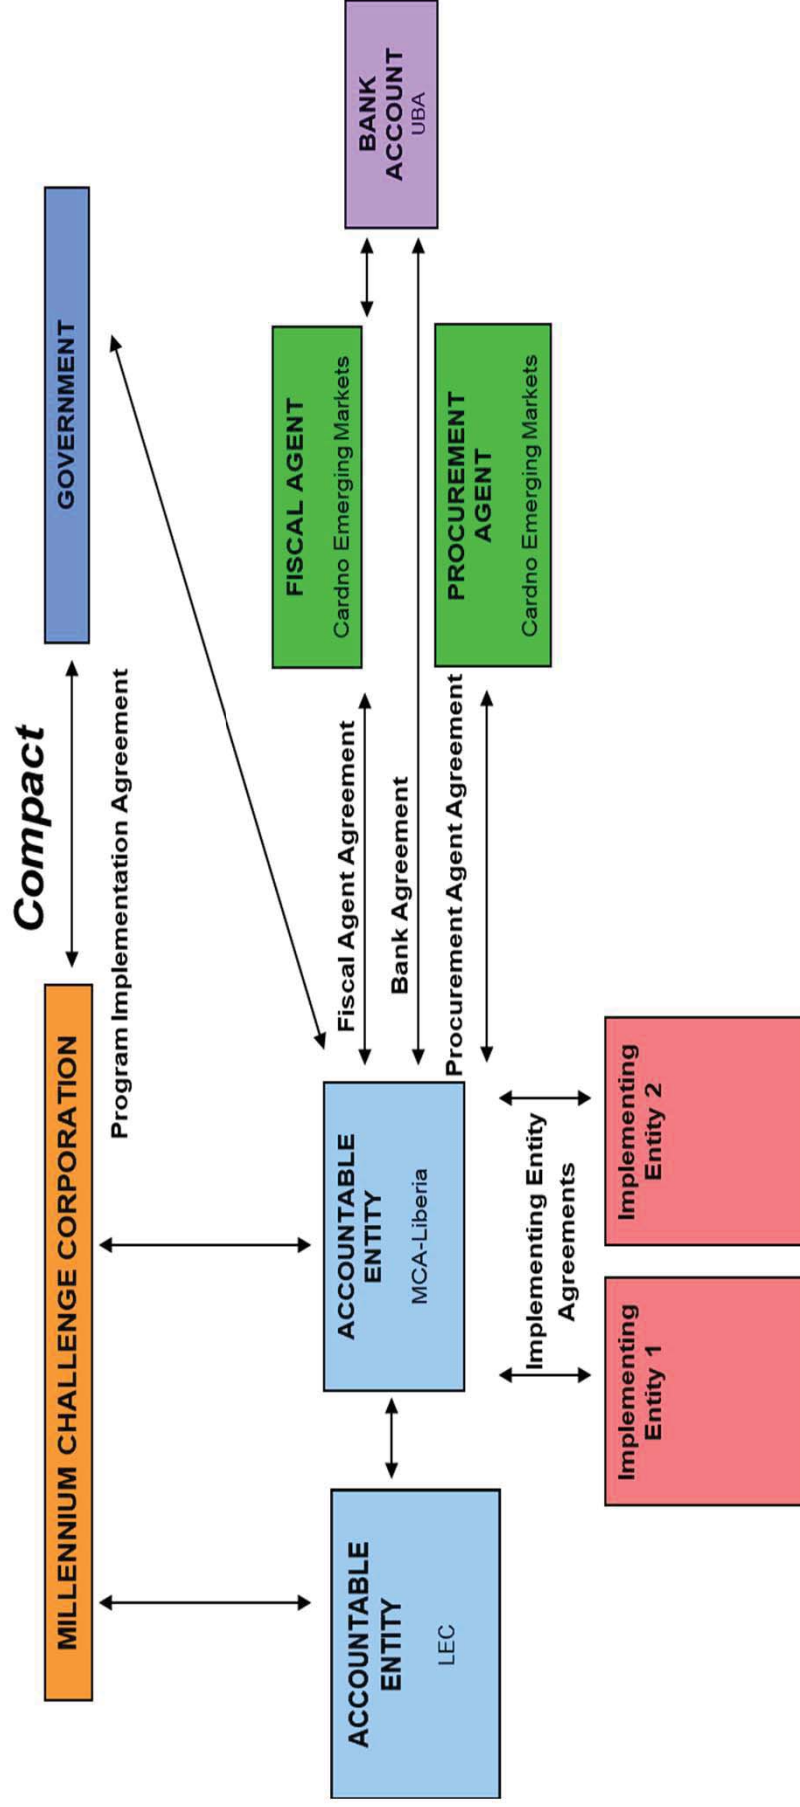 Compact
MILLENNIUM CHALLENGE CORPORATION
GOVERNMENT
Program Implementation Agreement
ACCOUNTABLE
ENTITY
LEC
ACCOUNTABLE
ENTITY
MCA-Liberia
Fiscal Agent Agreement
Bank Agreement
Procurement Agent Agreement
FISCAL AGENT
Cardno Emerging Markets
PROCUREMENT
AGENT
Cardno Emerging Markets
BANK
ACCOUNT
UBA
Implementing Entity
Agreements
Implementing
Entity 1
Implementing
Entity 2